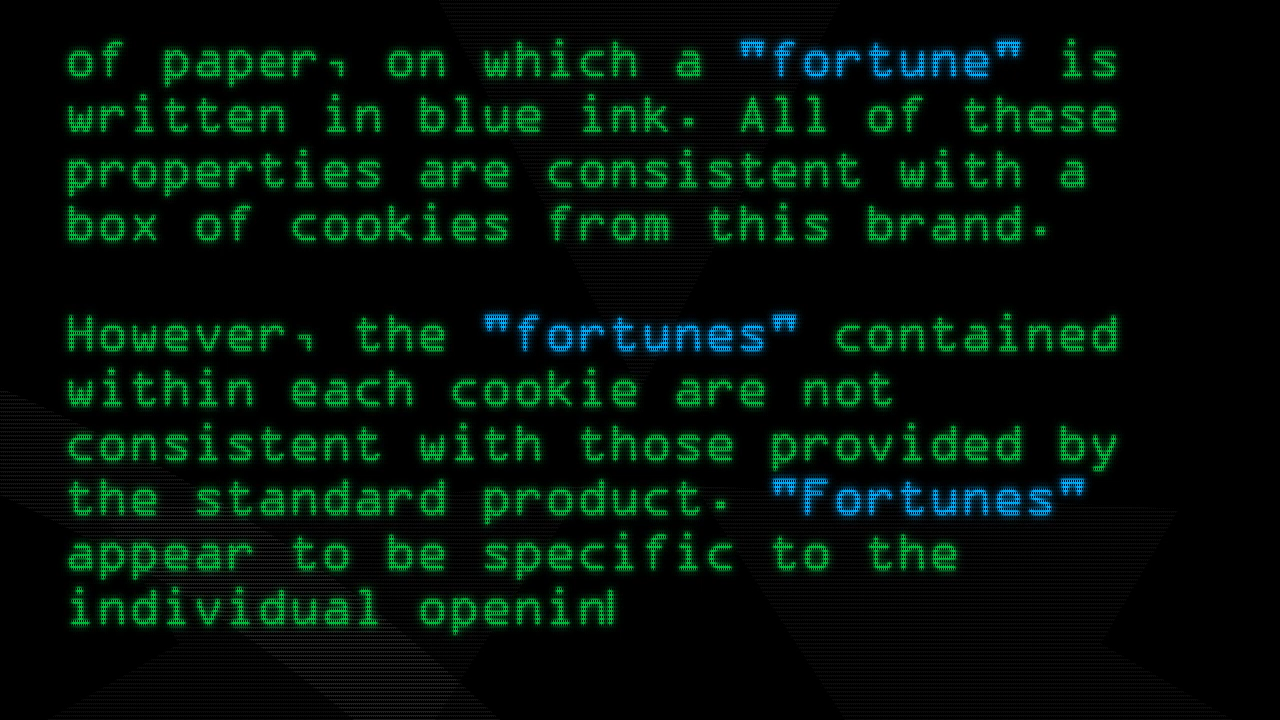 of paper, on which a "fortune" is
written in blue ink. All of these
properties are consistent with a
box of cookies from this brand.
However, the "fortunes" contained
within each cookie are not
consistent with those provided by
the standard product. "Fortunes"
appear to be specific to the
individual openin